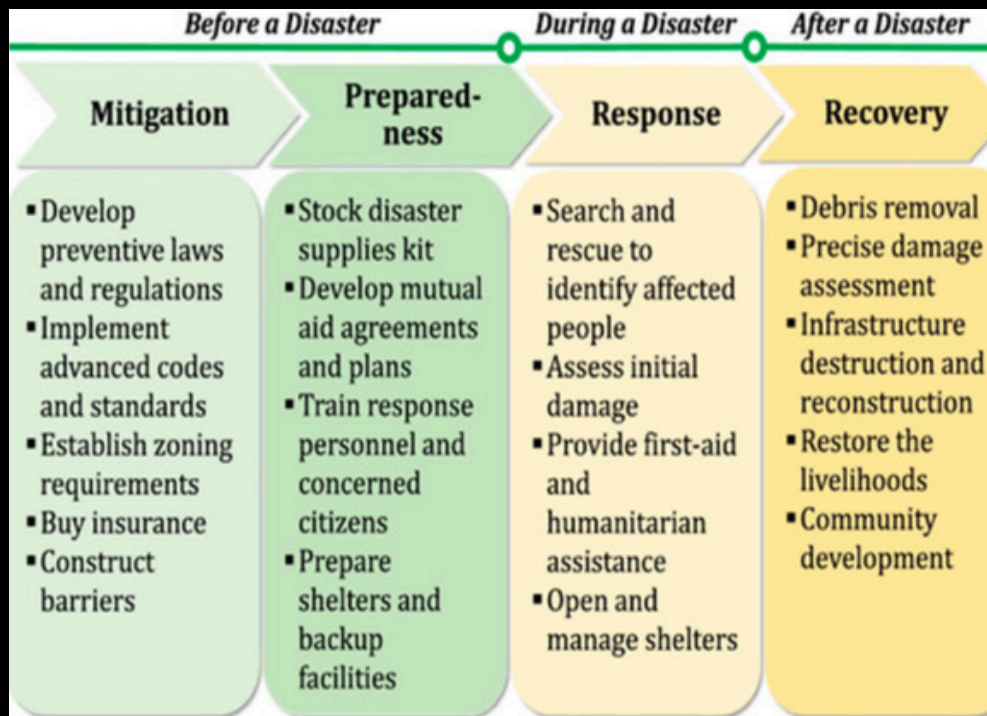 Before a Disaster
During a Disaster
After a Disaster
Mitigation
Prepared-
ness
Response
Recovery
▪Develop
preventive laws
and regulations
▪Implement
advanced codes
and standards
▪Establish zoning
requirements
▪Buy insurance
▪Construct
barriers
▪Stock disaster
supplies kit
▪Develop mutual
aid agreements
and plans
▪Train response
personnel and
concerned
citizens
▪Prepare
shelters and
backup
facilities
▪Search and
rescue to
identify affected
people
▪Assess initial
damage
▪Provide first-aid
and
humanitarian
assistance
▪Open and
manage shelters
▪Debris removal
▪Precise damage
assessment
▪Infrastructure
destruction and
reconstruction
▪Restore the
livelihoods
▪Community
development